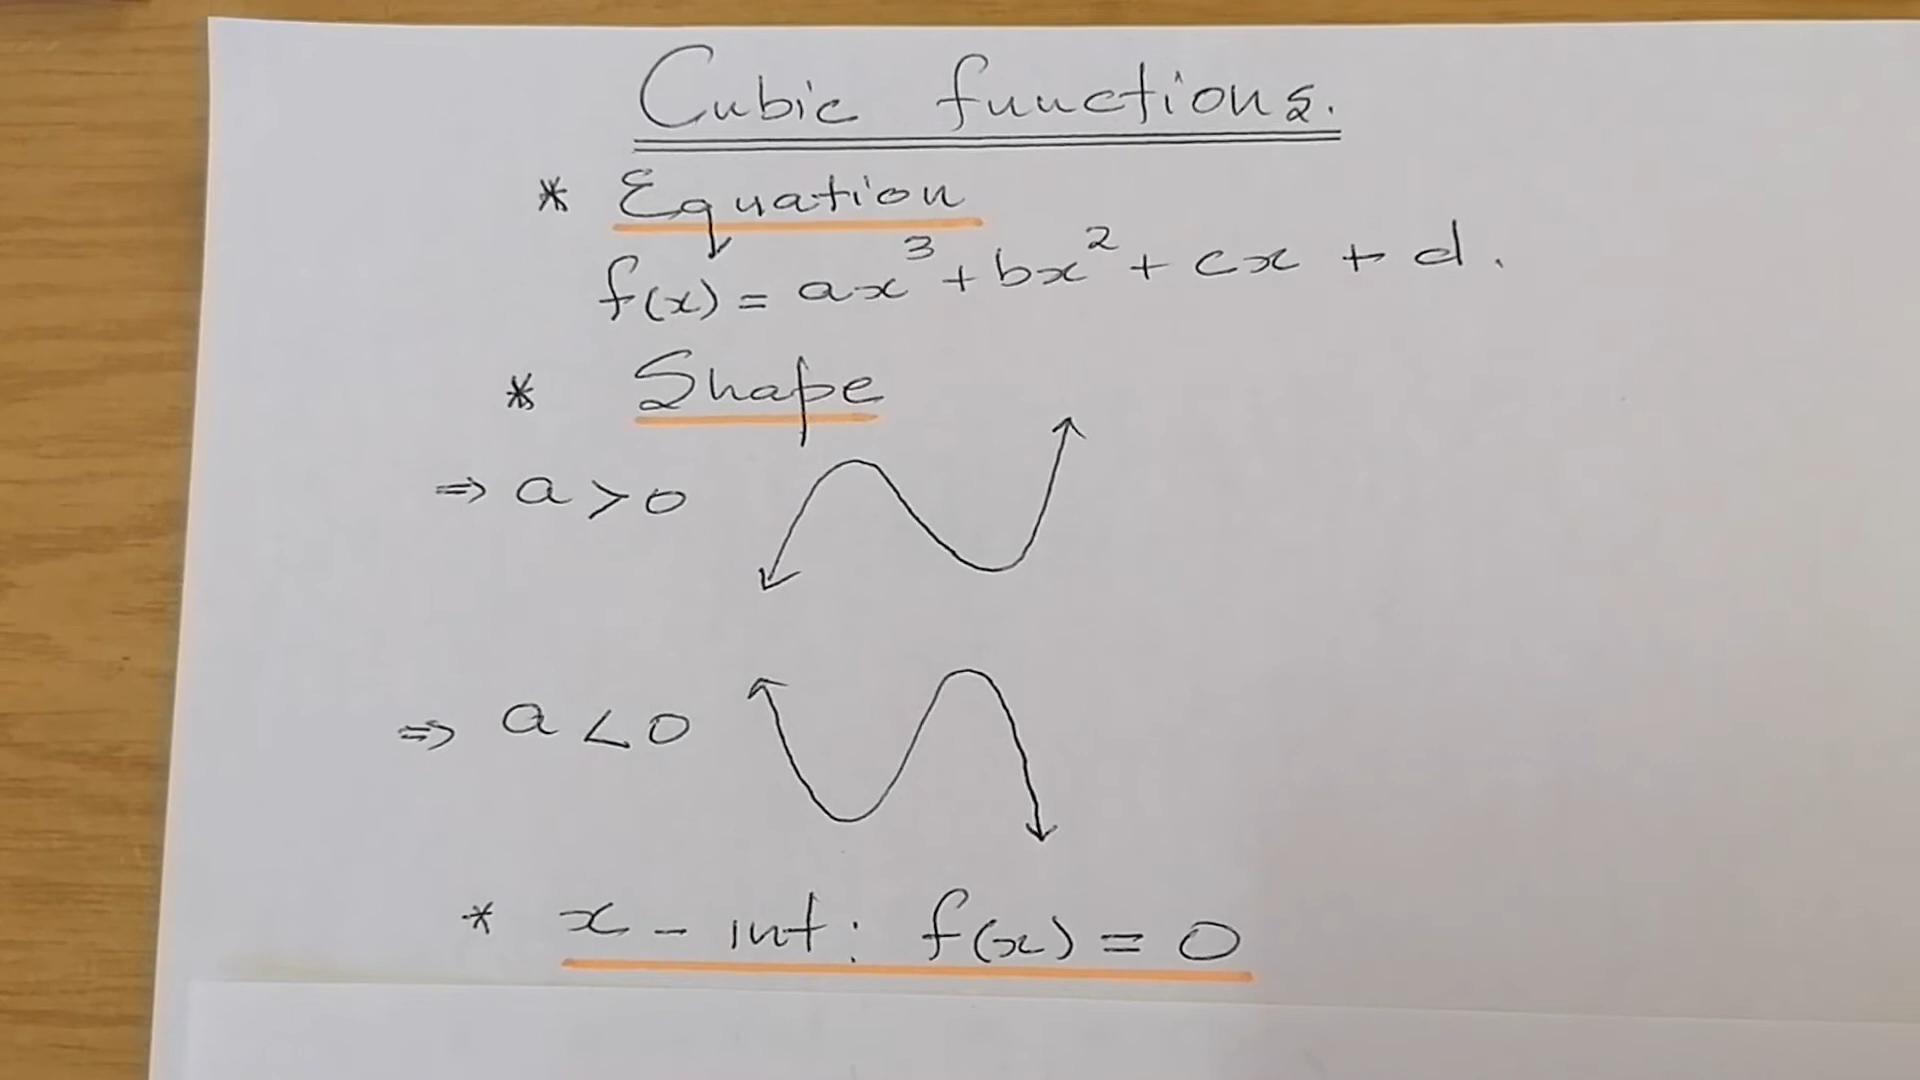 Cubic functions.
* Equation
f(x) = ax³ + bx² + cx + d.
* Shape
⇒ a > 0
⇒ a < 0
* x - int: f(x) = 0